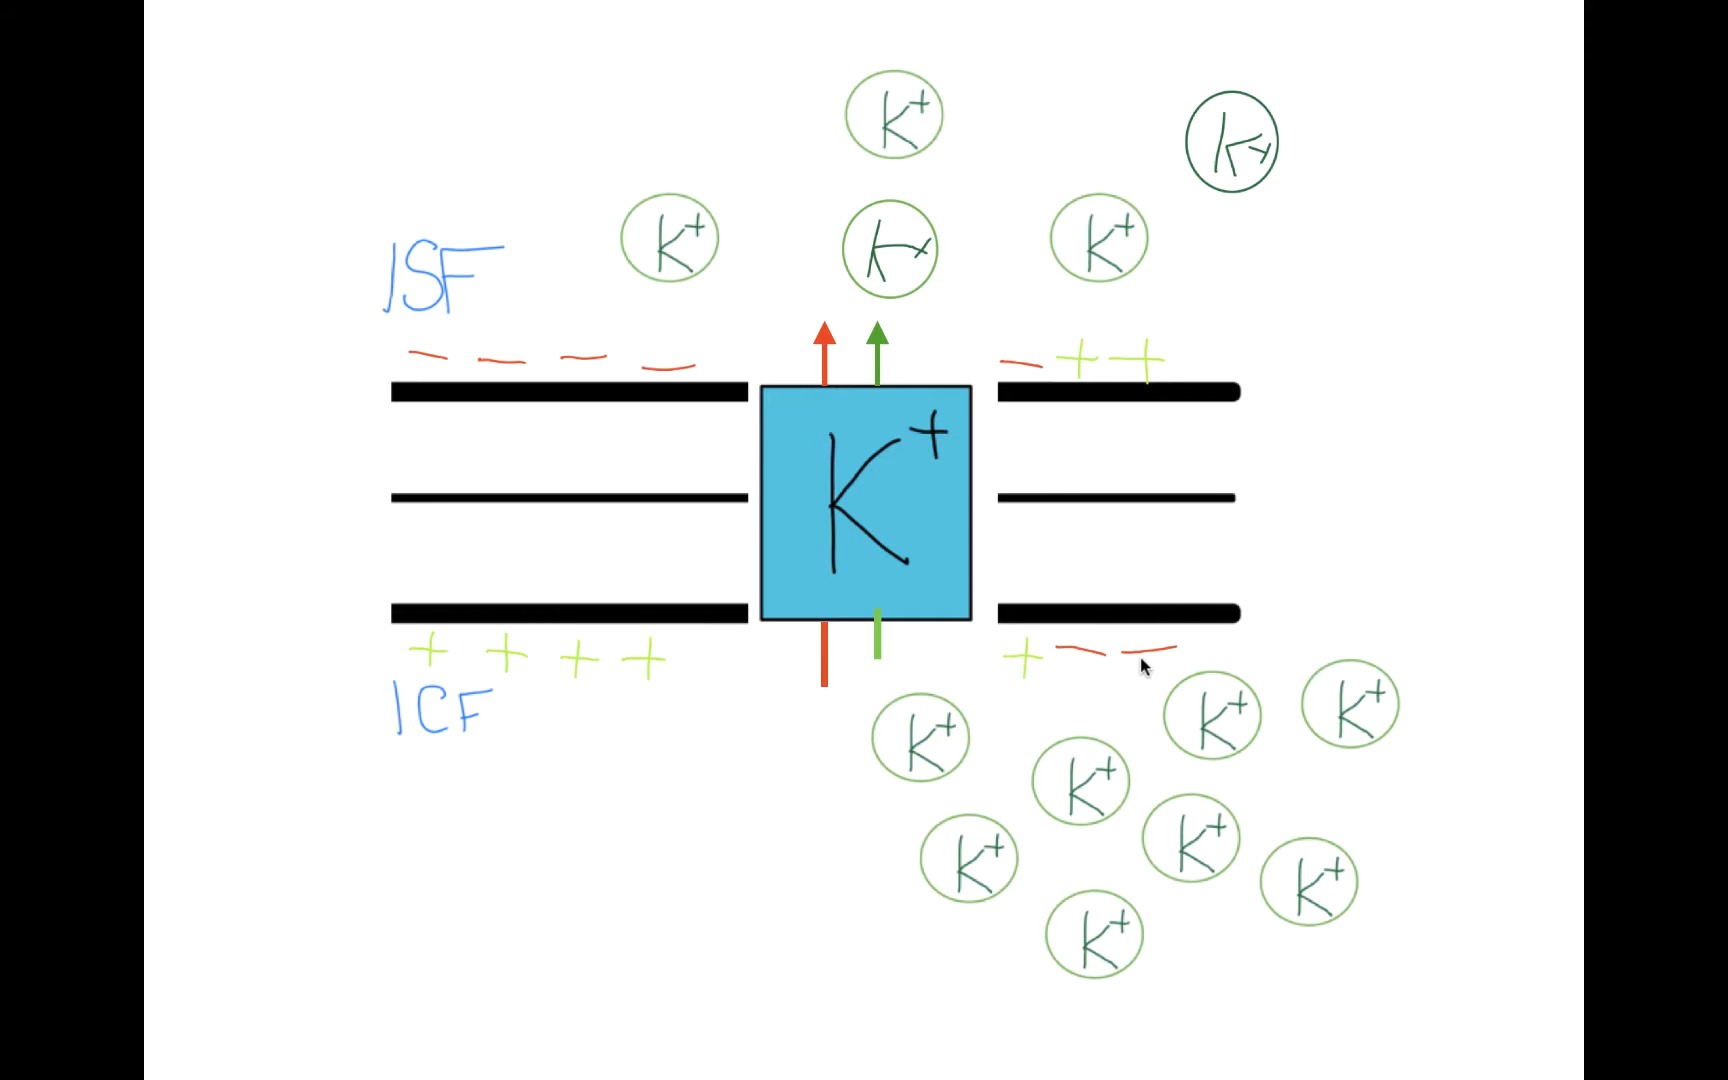 K+
K+
K+ K+ K+
ISF
− − − − − + +
K+
+ + + + + − −
ICF
K+ K+
K+
K+
K+
K+
K+
K+